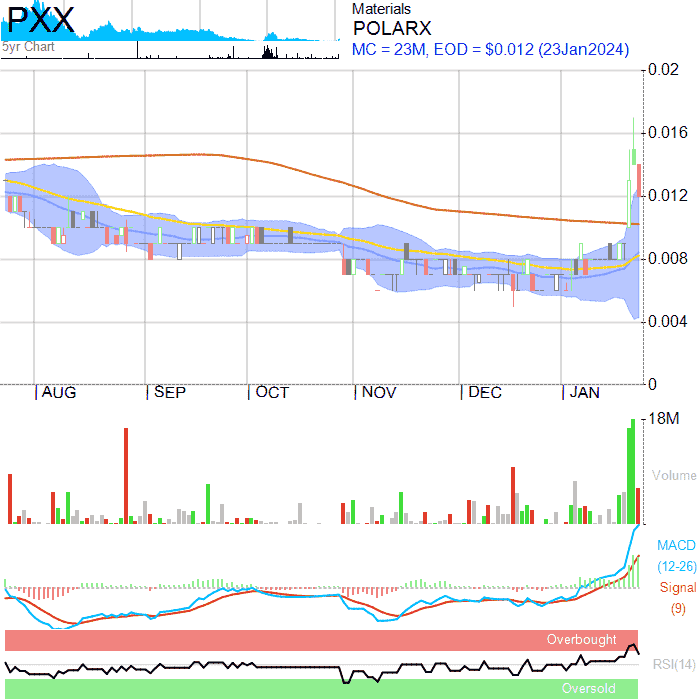 PXX
5yr Chart
Materials
POLARX
MC = 23M, EOD = $0.012 (23Jan2024)
0.02
0.016
0.012
0.008
0.004
0
AUG
SEP
OCT
NOV
DEC
JAN
18M
Volume
MACD
(12-26)
Signal
(9)
Overbought
RSI(14)
Oversold